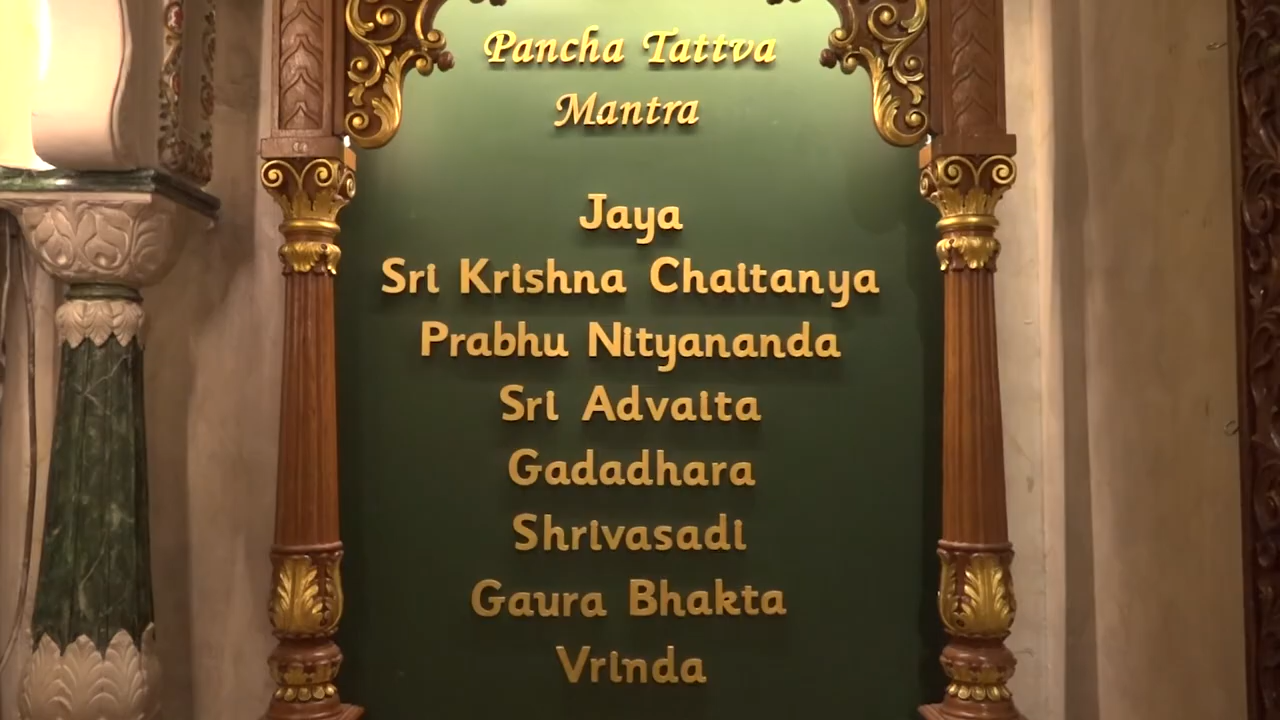 Pancha Tattva
Mantra
Jaya
Sri Krishna Chaitanya
Prabhu Nityananda
Sri Advaita
Gadadhara
Shrivasadi
Gaura Bhakta
Vrinda